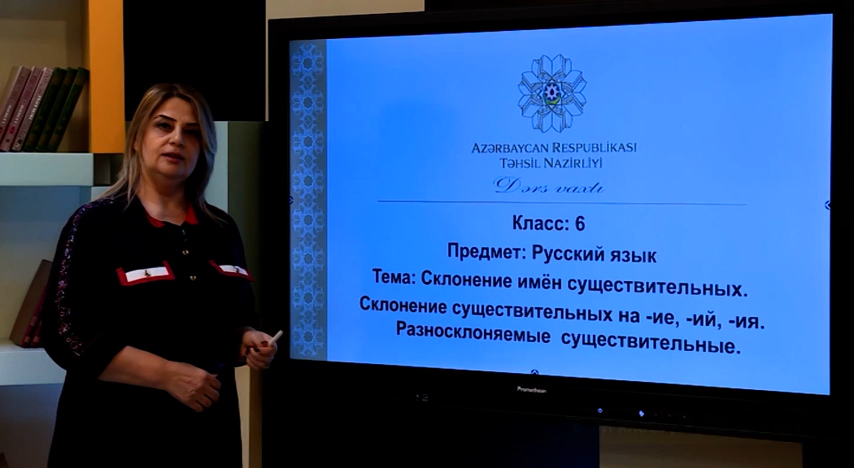 AZƏRBAYCAN RESPUBLIKASI
TƏHSIL NAZIRLIYI
Dərs vaxtı
Класс: 6
Предмет: Русский язык
Тема: Склонение имён существительных.
Склонение существительных на -ие, -ий, -ия.
Разносклоняемые существительные.
Promethean